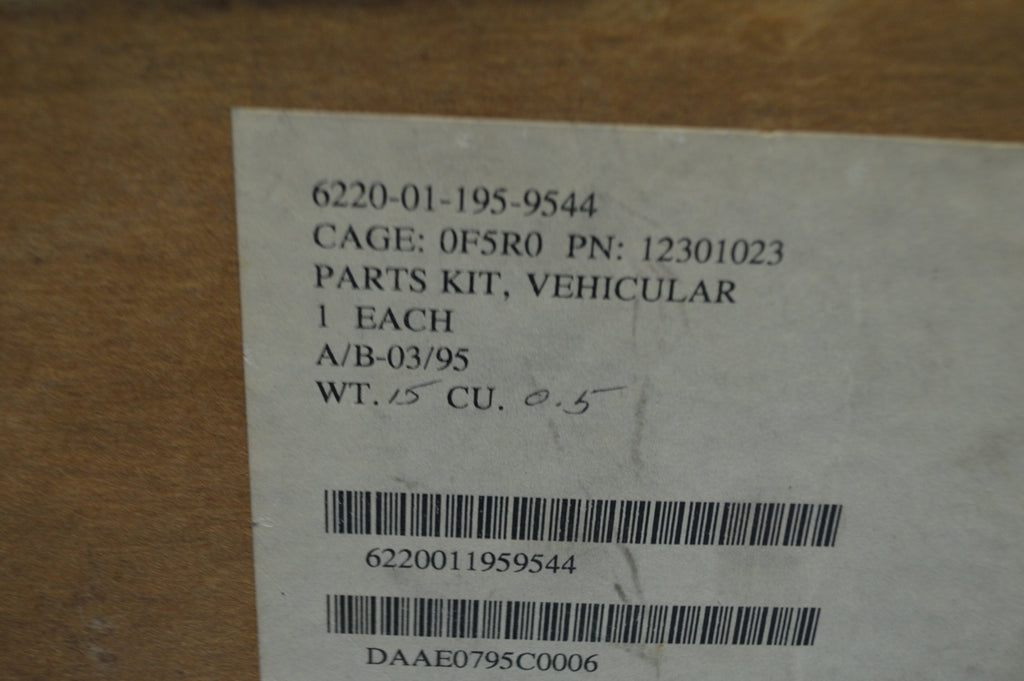 6220-01-195-9544
CAGE: 0F5R0 PN: 12301023
PARTS KIT, VEHICULAR
1 EACH
A/B-03/95
WT. 15 CU. 0.5
6220011959544
DAAE0795C0006